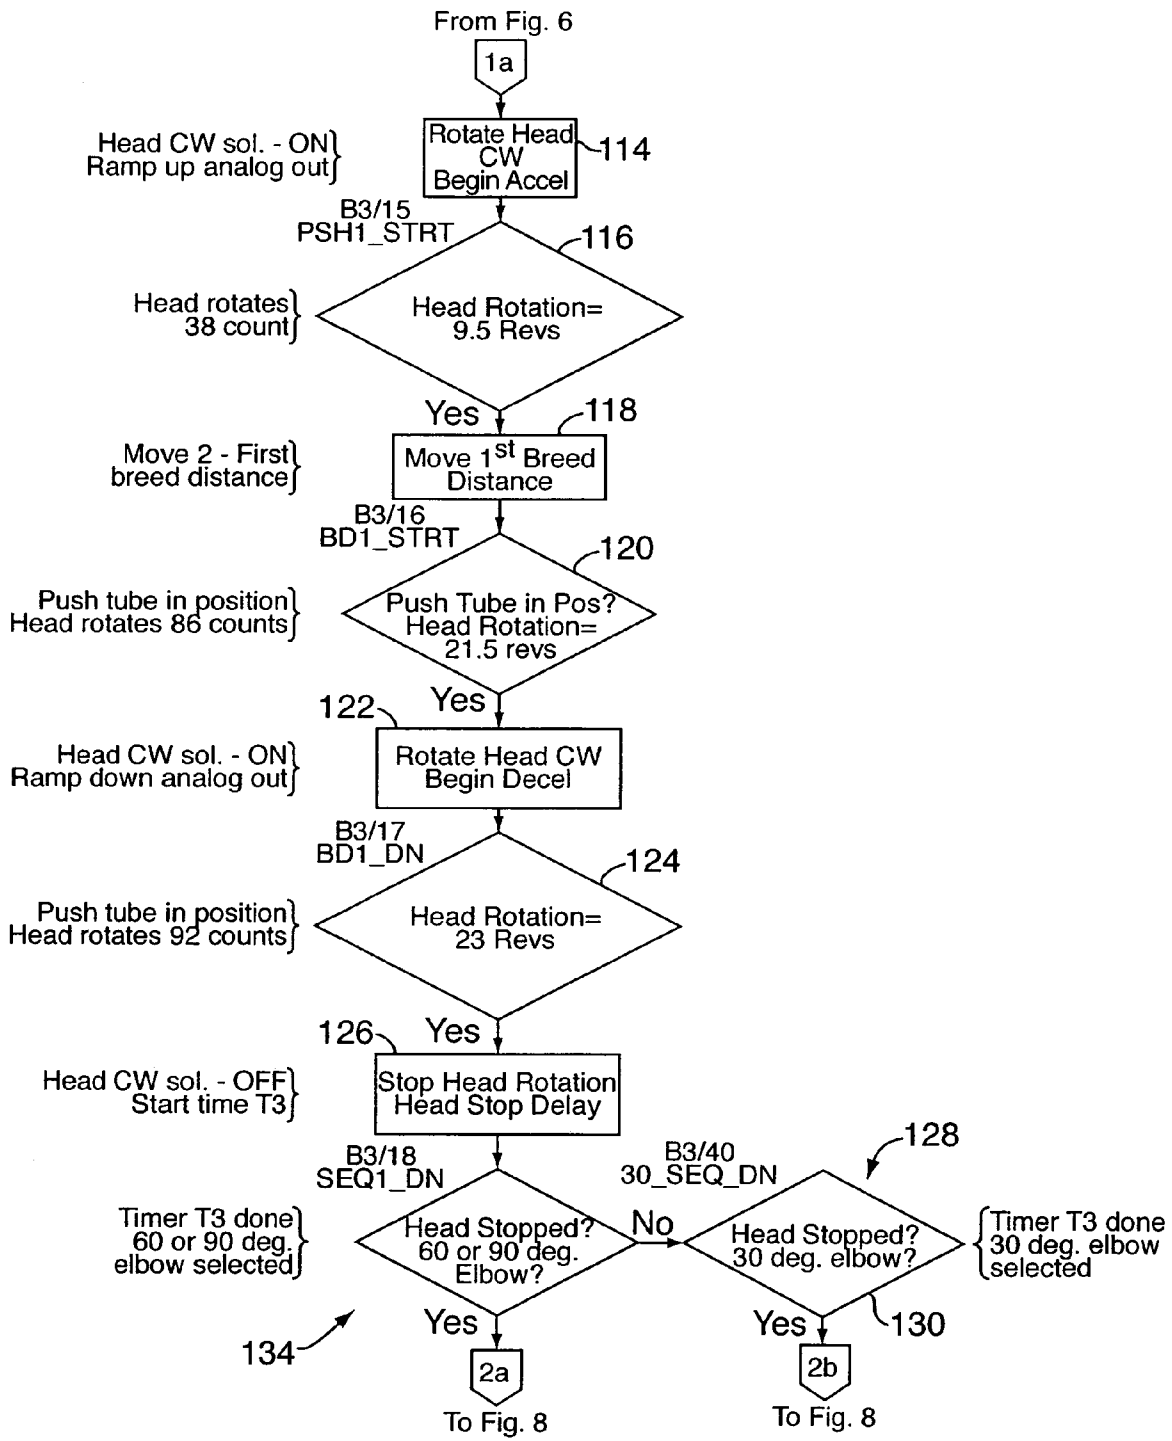 From Fig. 6
1a
Head CW sol. - ON
Ramp up analog out
Rotate Head
CW
Begin Accel
114
B3/15
PSH1_STRT
116
Head rotates
38 count
Head Rotation=
9.5 Revs
Yes
118
Move 2 - First
breed distance
Move 1st Breed
Distance
B3/16
BD1_STRT
120
Push tube in position
Head rotates 86 counts
Push Tube in Pos?
Head Rotation=
21.5 revs
Yes
122
Head CW sol. - ON
Ramp down analog out
Rotate Head CW
Begin Decel
B3/17
BD1_DN
124
Push tube in position
Head rotates 92 counts
Head Rotation=
23 Revs
Yes
126
Head CW sol. - OFF
Start time T3
Stop Head Rotation
Head Stop Delay
B3/18
SEQ1_DN
B3/40
30_SEQ_DN
128
Timer T3 done
60 or 90 deg.
elbow selected
Head Stopped?
60 or 90 deg.
Elbow?
No
Head Stopped?
30 deg. elbow?
Timer T3 done
30 deg. elbow
selected
134
Yes
Yes
130
2a
2b
To Fig. 8
To Fig. 8